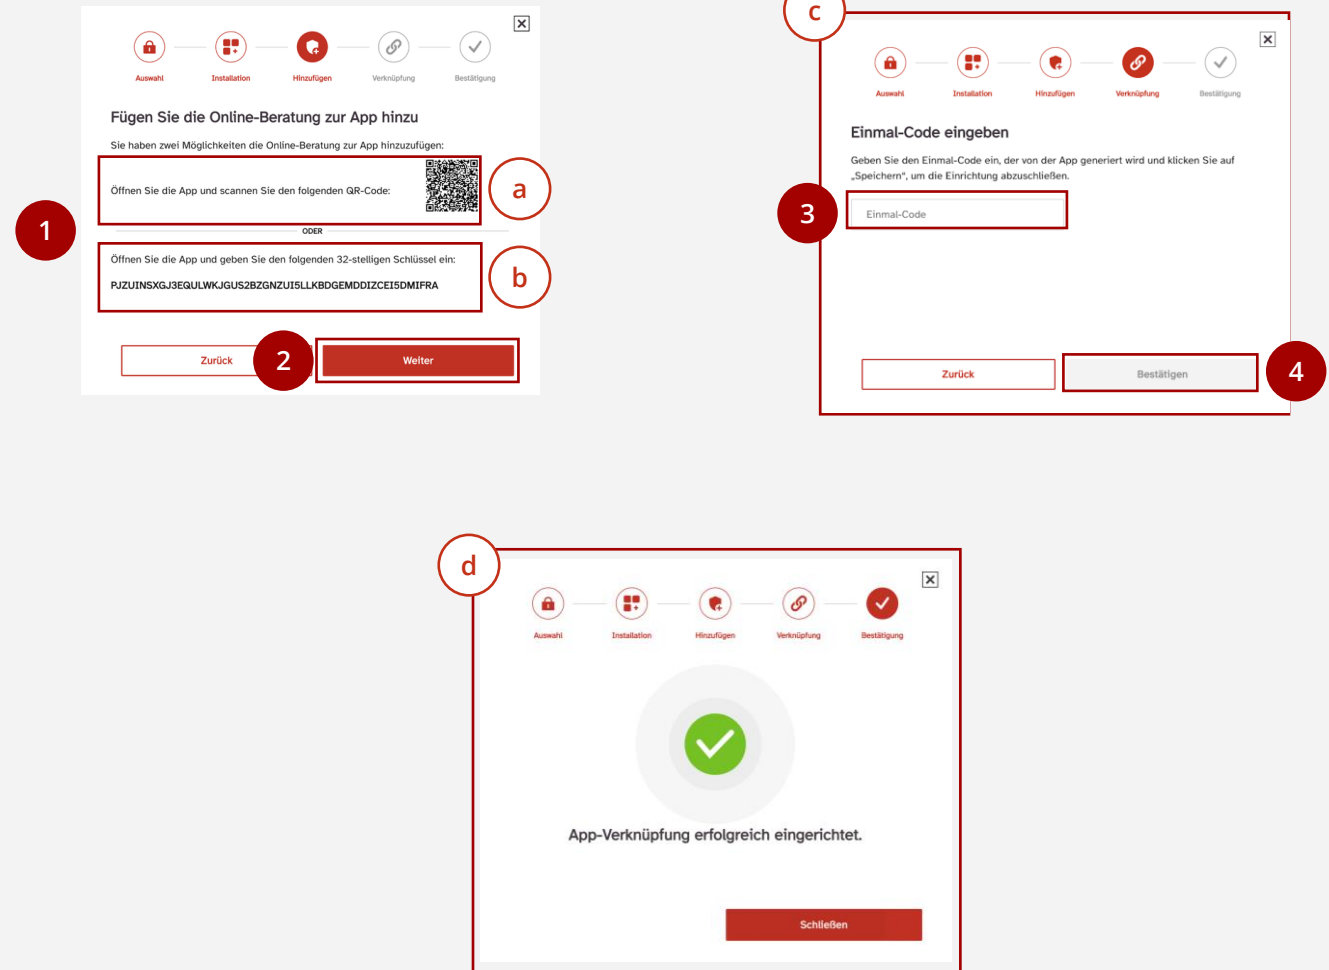 Auswahl Installation Hinzufügen Verknüpfung Bestätigung
Fügen Sie die Online-Beratung zur App hinzu
Sie haben zwei Möglichkeiten die Online-Beratung zur App hinzuzufügen:
1
Öffnen Sie die App und scannen Sie den folgenden QR-Code:
a
ODER
Öffnen Sie die App und geben Sie den folgenden 32-stelligen Schlüssel ein:
PJZUINSXGJ3EQULWKJGUS2BZGNZUI5LLKBDGEMDDIZCEI5DMIFRA
b
Zurück
2
Weiter
c
Auswahl Installation Hinzufügen Verknüpfung Bestätigung
Einmal-Code eingeben
Geben Sie den Einmal-Code ein, der von der App generiert wird und klicken Sie auf
„Speichern", um die Einrichtung abzuschließen.
3
Einmal-Code
Zurück
Bestätigen
4
d
Auswahl Installation Hinzufügen Verknüpfung Bestätigung
App-Verknüpfung erfolgreich eingerichtet.
Schließen